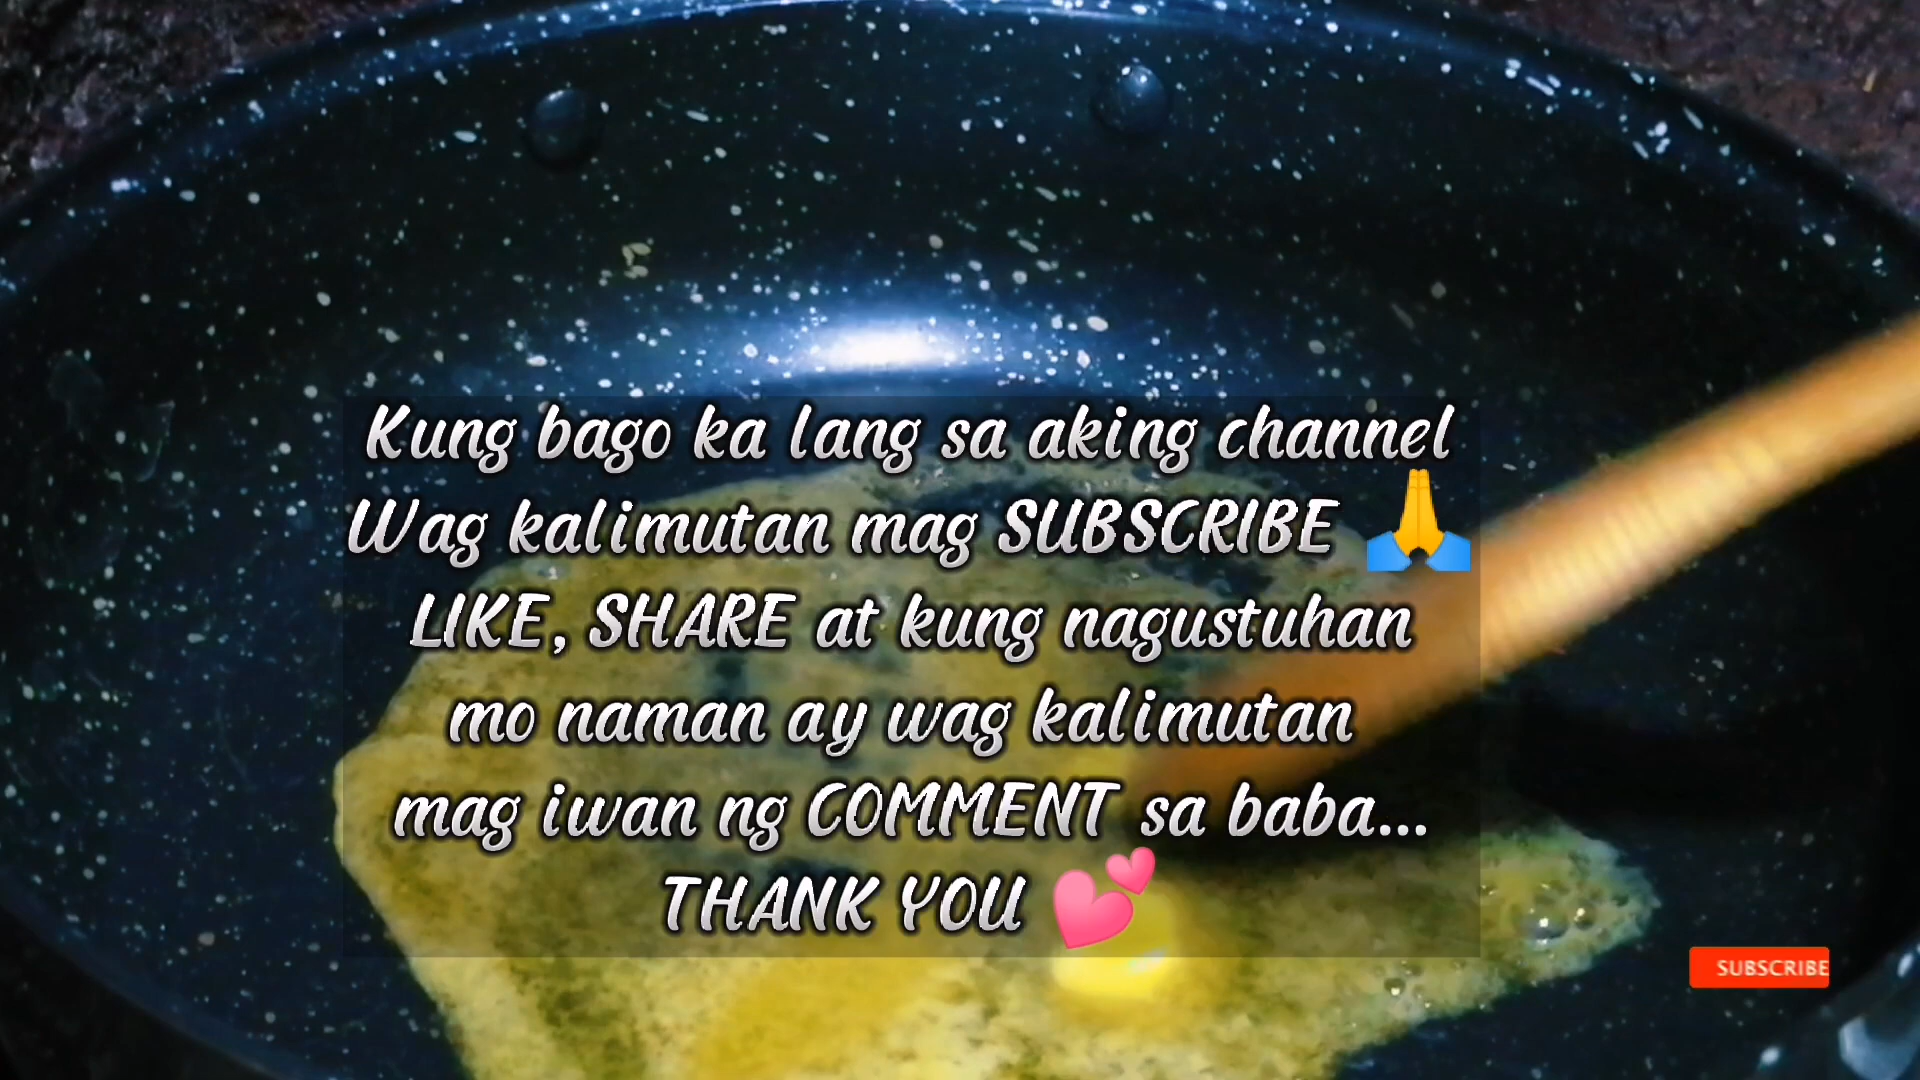 Kung bago ka lang sa aking channel
Wag kalimutan mag SUBSCRIBE 🙏
LIKE, SHARE at kung nagustuhan
mo naman ay wag kalimutan
mag iwan ng COMMENT sa baba...
THANK YOU 💕
SUBSCRIBE